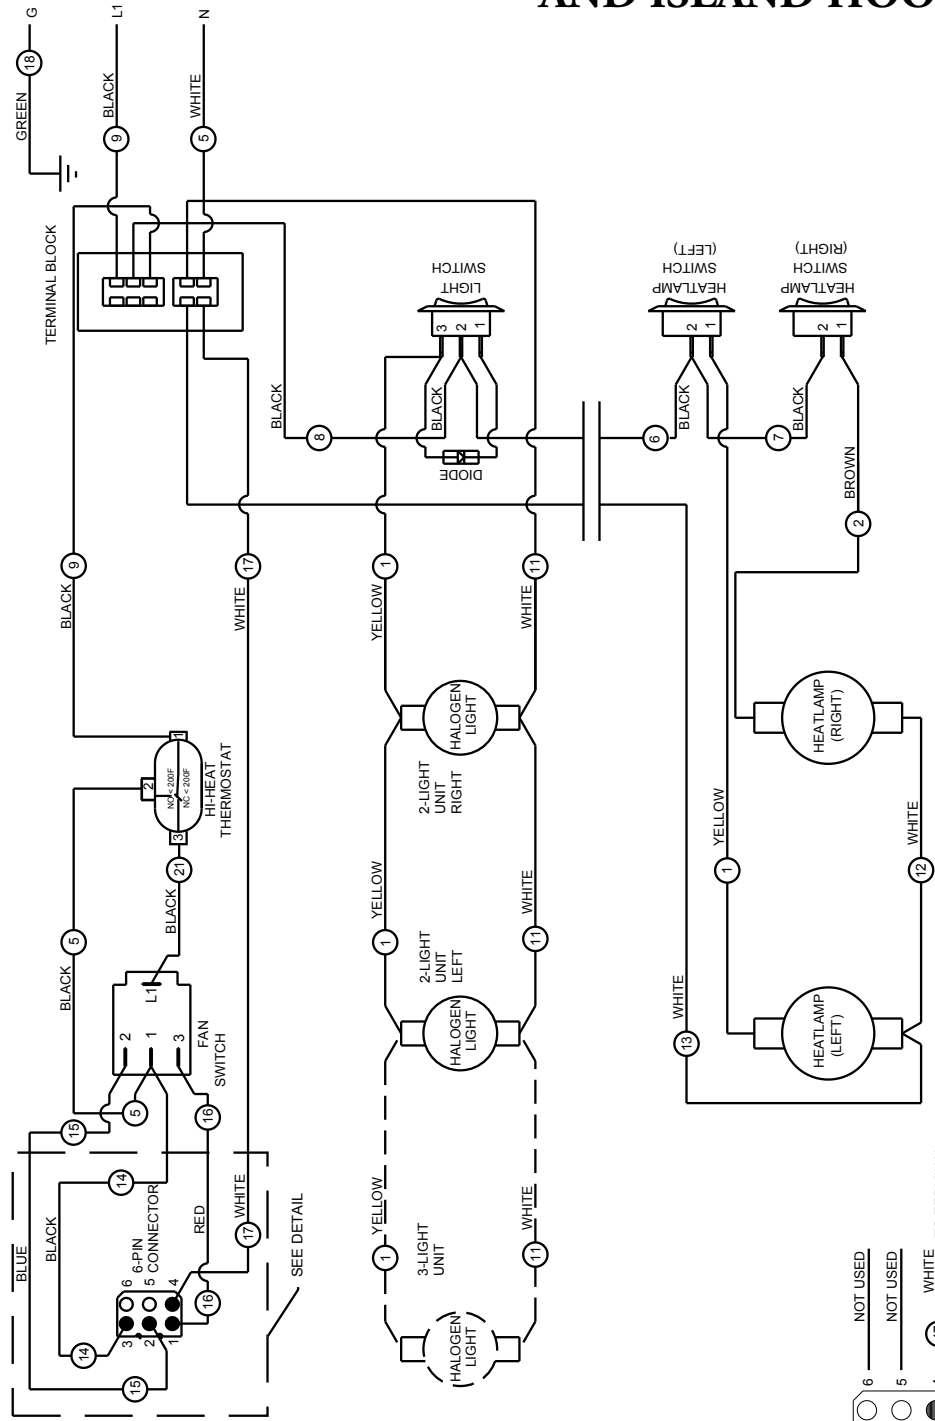 AND ISLAND HOO
G
18
GREEN
L1
BLACK
9
N
WHITE
5
TERMINAL BLOCK
9
BLACK
17
WHITE
BLACK
8
LIGHT
SWITCH
3
2
1
BLACK
DIODE
HEATLAMP
SWITCH
(LEFT)
2
1
BLACK
6
HEATLAMP
SWITCH
(RIGHT)
2
1
BLACK
7
BROWN
2
1
YELLOW
11
WHITE
HI-HEAT
THERMOSTAT
NO < 200F
NC < 200F
1
2
3
21
BLACK
5
BLACK
FAN
SWITCH
L1
2
1
3
5
15
16
14
BLUE
BLACK
6-PIN
CONNECTOR
RED
WHITE
17
16
14
15
6
5
4
3
2
1
SEE DETAIL
HALOGEN
LIGHT
2-LIGHT
UNIT
RIGHT
YELLOW
1
WHITE
11
2-LIGHT
UNIT
LEFT
HALOGEN
LIGHT
YELLOW
1
WHITE
11
3-LIGHT
UNIT
HALOGEN
LIGHT
HEATLAMP
(RIGHT)
YELLOW
1
WHITE
12
WHITE
13
HEATLAMP
(LEFT)
6
NOT USED
5
NOT USED
WHITE